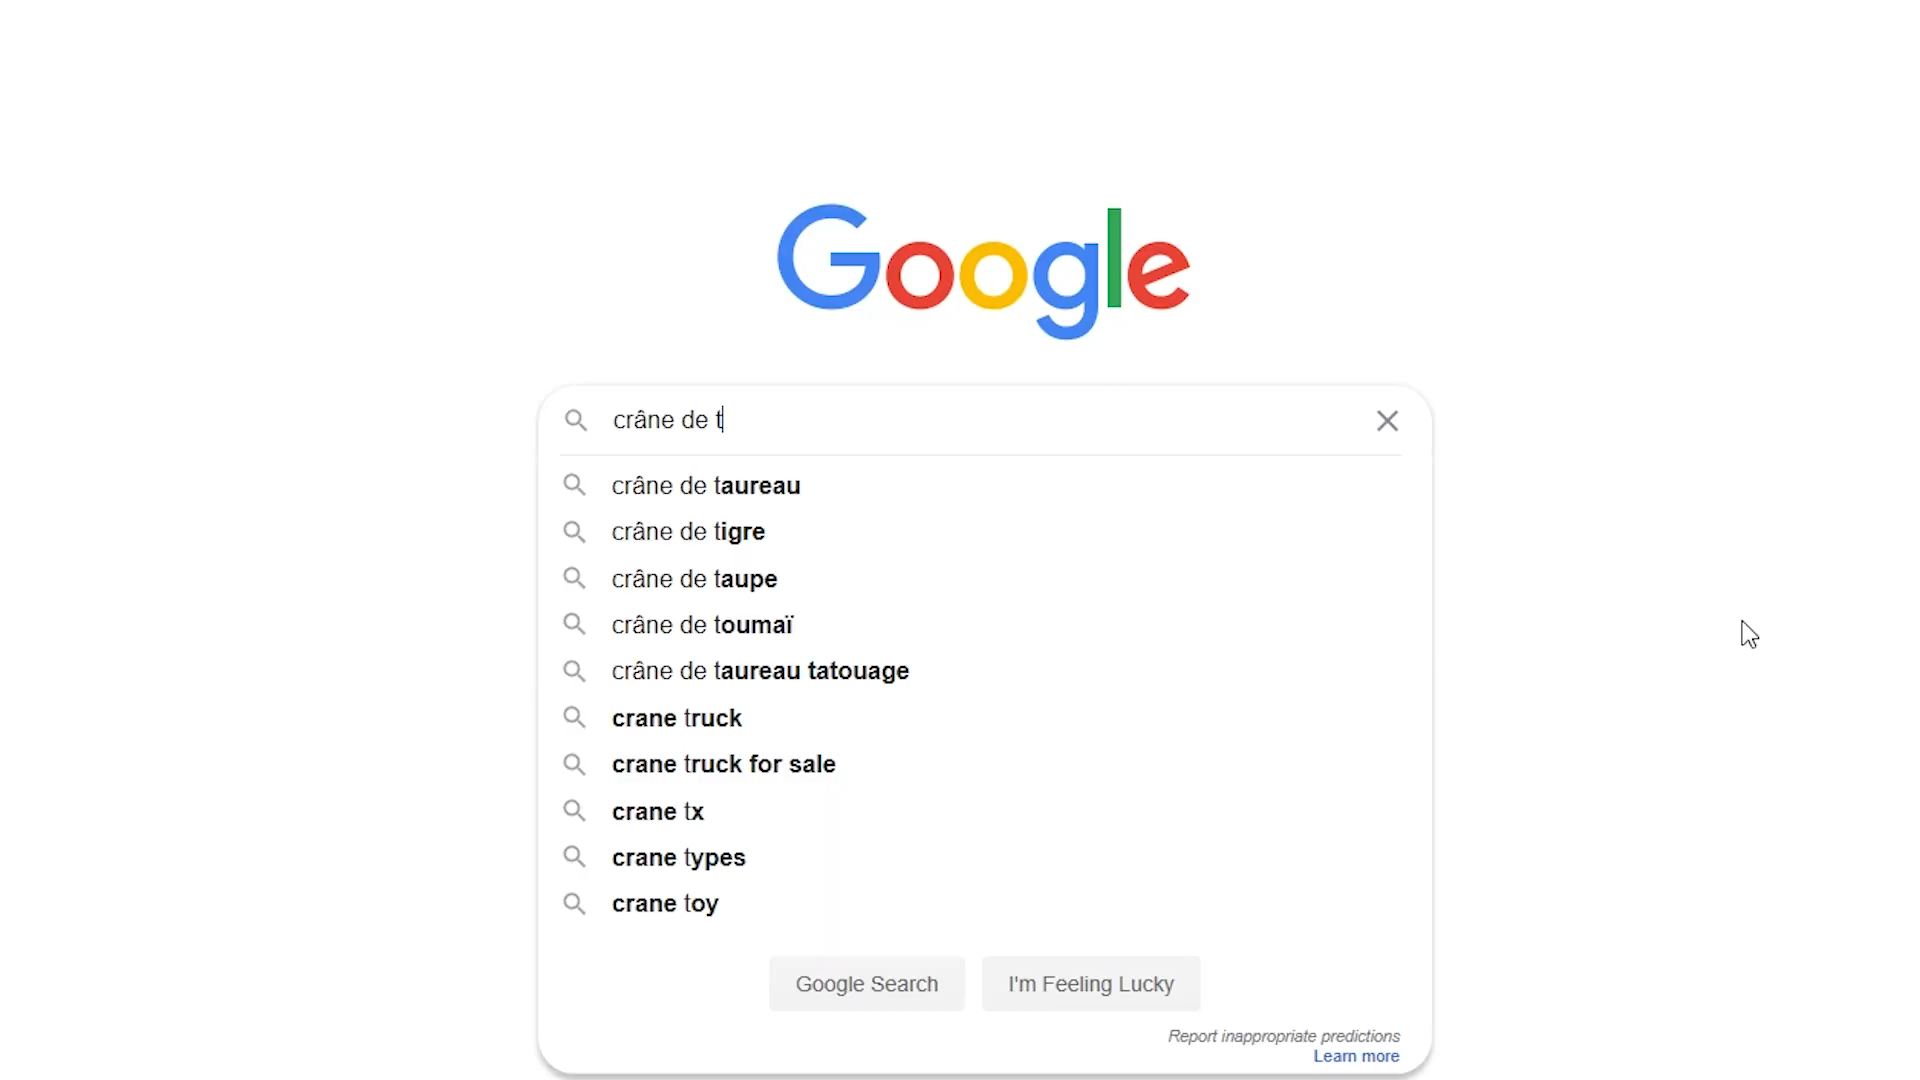 Google
crâne de t
crâne de taureau
crâne de tigre
crâne de taupe
crâne de toumaï
crâne de taureau tatouage
crane truck
crane truck for sale
crane tx
crane types
crane toy
Google Search
I'm Feeling Lucky
Report inappropriate predictions
Learn more